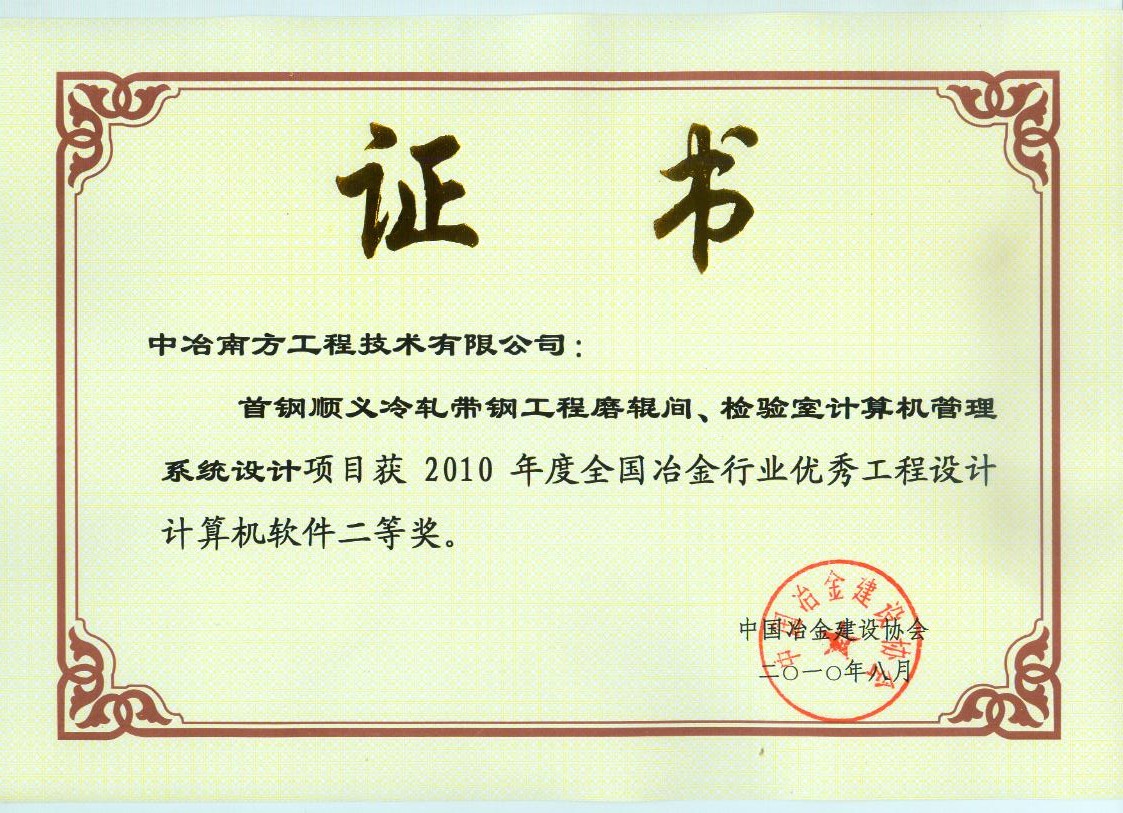 证 书
中冶南方工程技术有限公司：
首钢顺义冷轧带钢工程磨辊间、检验室计算机管理
系统设计项目获 2010 年度全国冶金行业优秀工程设计
计算机软件二等奖。
中国冶金建设协会
中国冶金建设协会
二〇一〇年八月